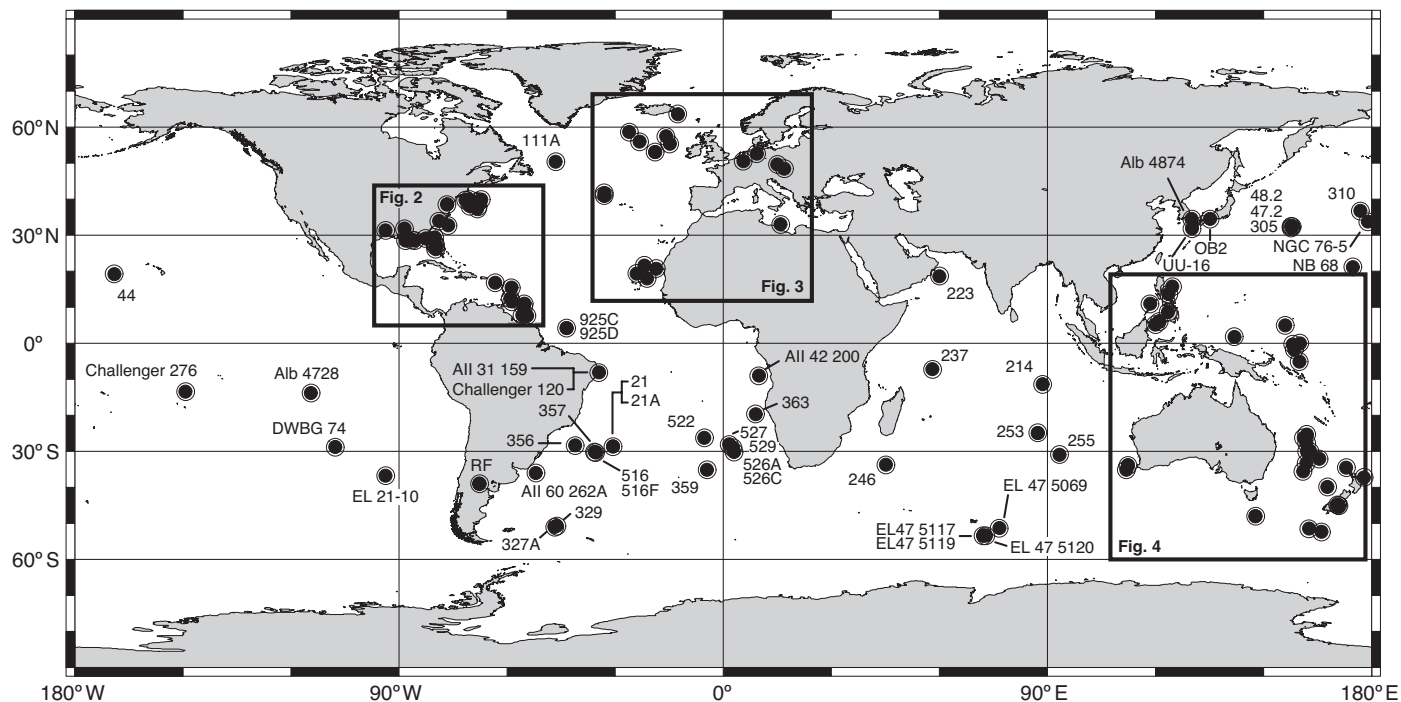 60°N
30°N
0°
30°S
60°S
180°W
90°W
0°
90°E
180°E
Fig. 2
Fig. 3
Fig. 4
111A
44
925C
925D
Challenger 276
Alb 4728
DWBG 74
EL 21-10
AII 31 159
Challenger 120
21
21A
357
356
516
516F
RF
AII 60 262A
329
327A
522
359
527
529
526A
526C
AII 42 200
363
246
223
237
214
253
255
EL 47 5069
EL47 5117
EL47 5119
EL 47 5120
Alb 4874
OB2
UU-16
48.2
47.2
305
310
NGC 76-5
NB 68